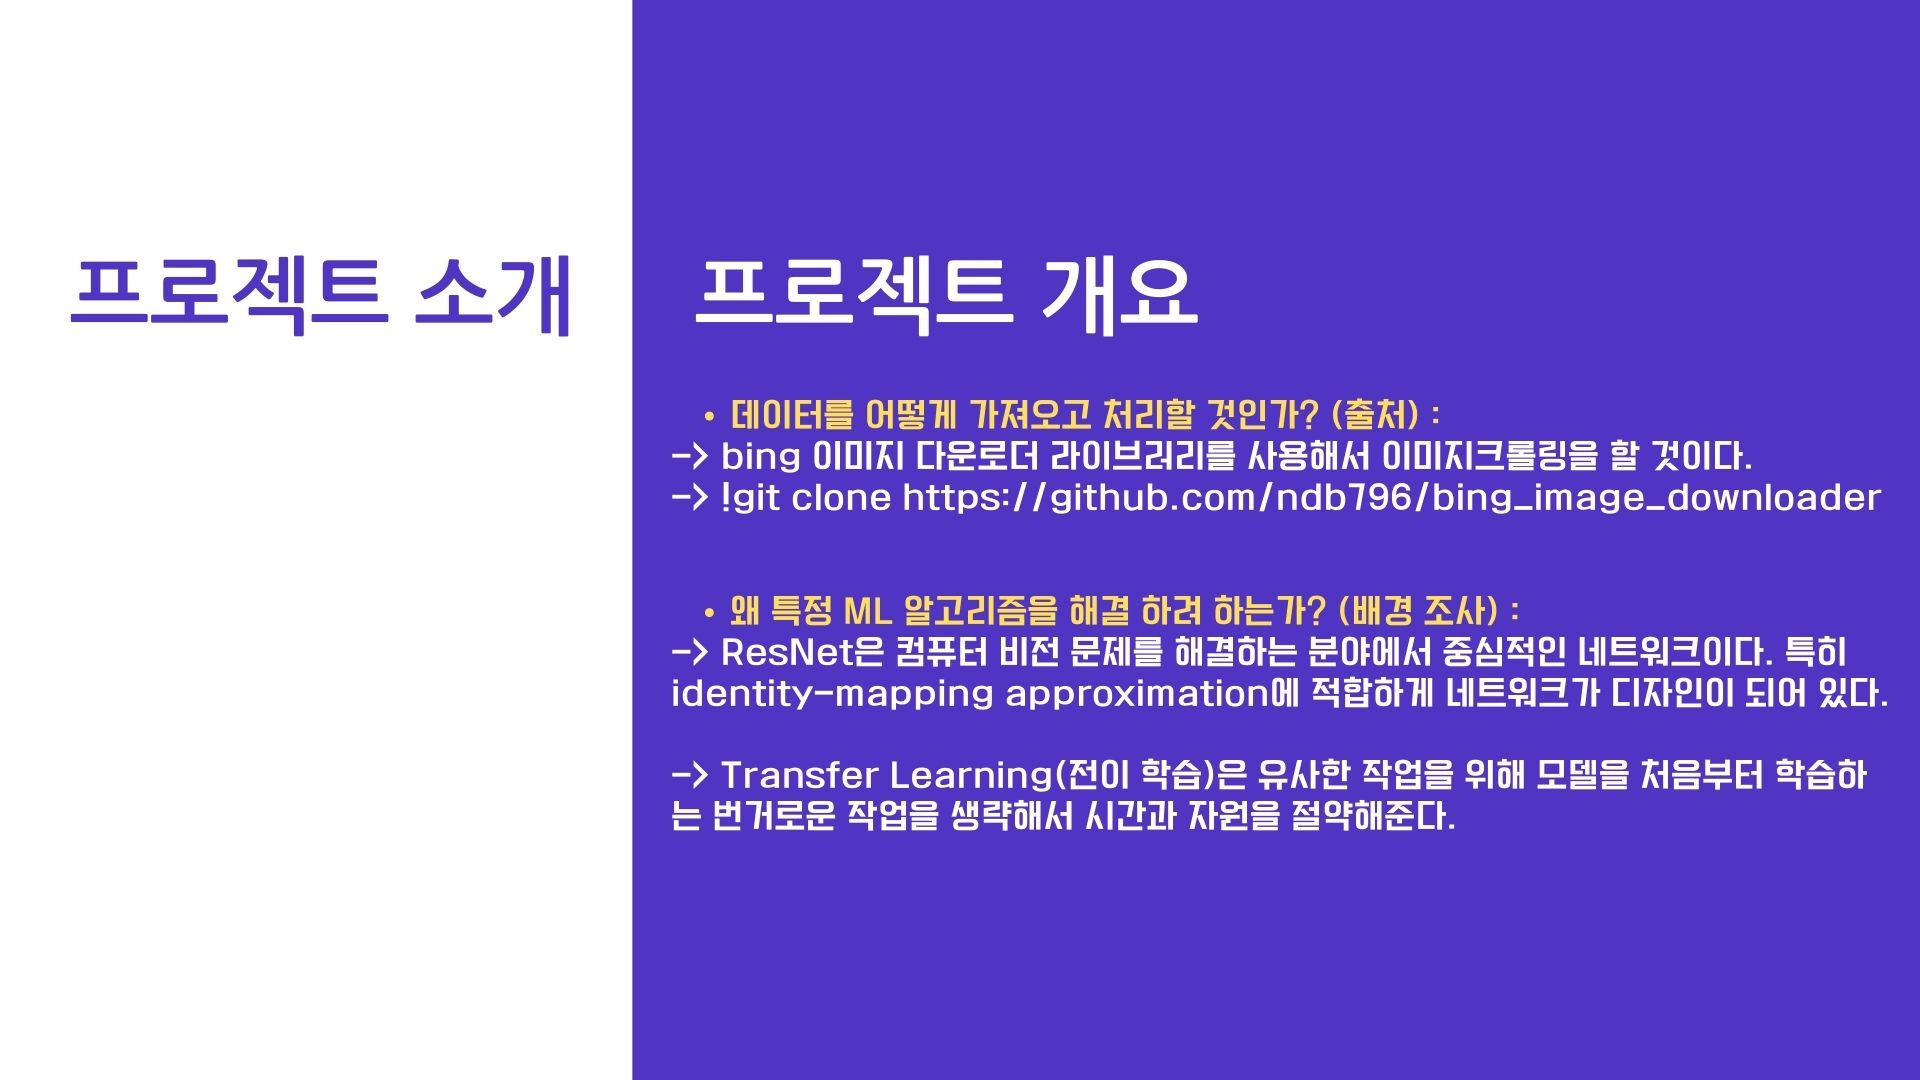 프로젝트 소개
프로젝트 개요
• 데이터를 어떻게 가져오고 처리할 것인가? (출처) :
-> bing 이미지 다운로더 라이브러리를 사용해서 이미지크롤링을 할 것이다.
-> !git clone https://github.com/ndb796/bing_image_downloader
• 왜 특정 ML 알고리즘을 해결 하려 하는가? (배경 조사) :
-> ResNet은 컴퓨터 비전 문제를 해결하는 분야에서 중심적인 네트워크이다. 특히
identity-mapping approximation에 적합하게 네트워크가 디자인이 되어 있다.
-> Transfer Learning(전이 학습)은 유사한 작업을 위해 모델을 처음부터 학습하
는 번거로운 작업을 생략해서 시간과 자원을 절약해준다.